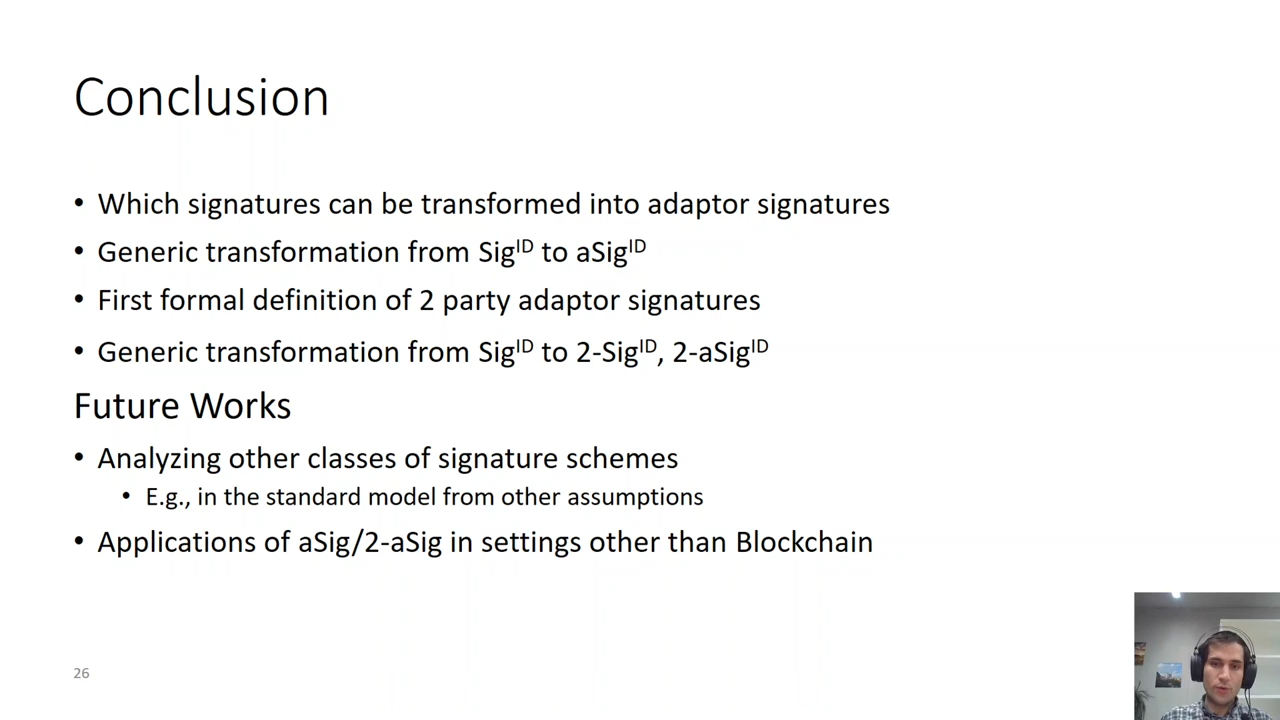 Conclusion
• Which signatures can be transformed into adaptor signatures
• Generic transformation from Sig^ID to aSig^ID
• First formal definition of 2 party adaptor signatures
• Generic transformation from Sig^ID to 2-Sig^ID, 2-aSig^ID
Future Works
• Analyzing other classes of signature schemes
• E.g., in the standard model from other assumptions
• Applications of aSig/2-aSig in settings other than Blockchain
26